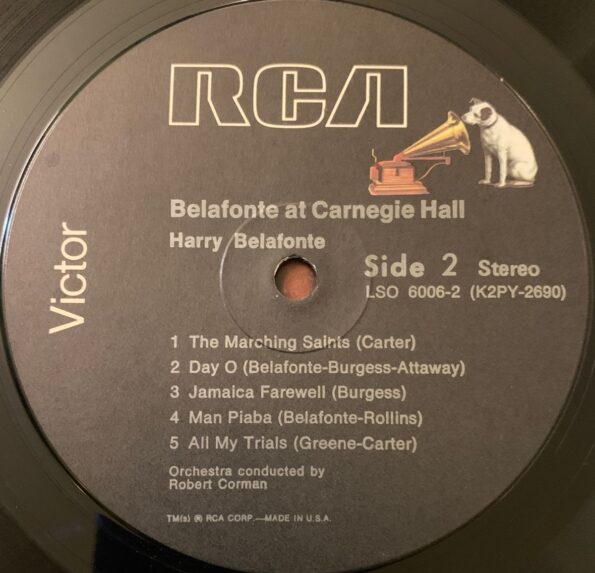 RCA
Victor
Belafonte at Carnegie Hall
Harry Belafonte
Side 2 Stereo
LSO 6006-2 (K2PY-2690)
1 The Marching Saints (Carter)
2 Day O (Belafonte-Burgess-Attaway)
3 Jamaica Farewell (Burgess)
4 Man Piaba (Belafonte-Rollins)
5 All My Trials (Greene-Carter)
Orchestra conducted by
Robert Corman
TM(s) ® RCA CORP.—MADE IN U.S.A.